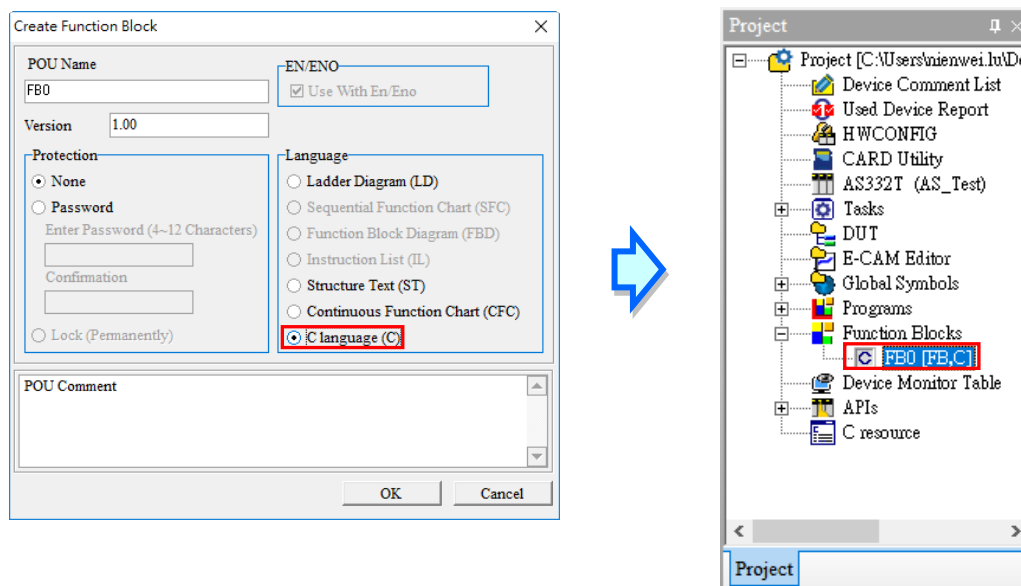 Create Function Block
POU Name
FB0
Version 1.00
EN/ENO
Use With En/Eno
Protection
None
Password
Enter Password (4~12 Characters)
Confirmation
Lock (Permanently)
Language
Ladder Diagram (LD)
Sequential Function Chart (SFC)
Function Block Diagram (FBD)
Instruction List (IL)
Structure Text (ST)
Continuous Function Chart (CFC)
C language (C)
POU Comment
OK Cancel
Project
Project [C:\Users\nienwei.lu\De
Device Comment List
Used Device Report
HWCONFIG
CARD Utility
AS332T (AS_Test)
Tasks
DUT
E-CAM Editor
Global Symbols
Programs
Function Blocks
C FB0 [FB,C]
Device Monitor Table
APIs
C resource
Project